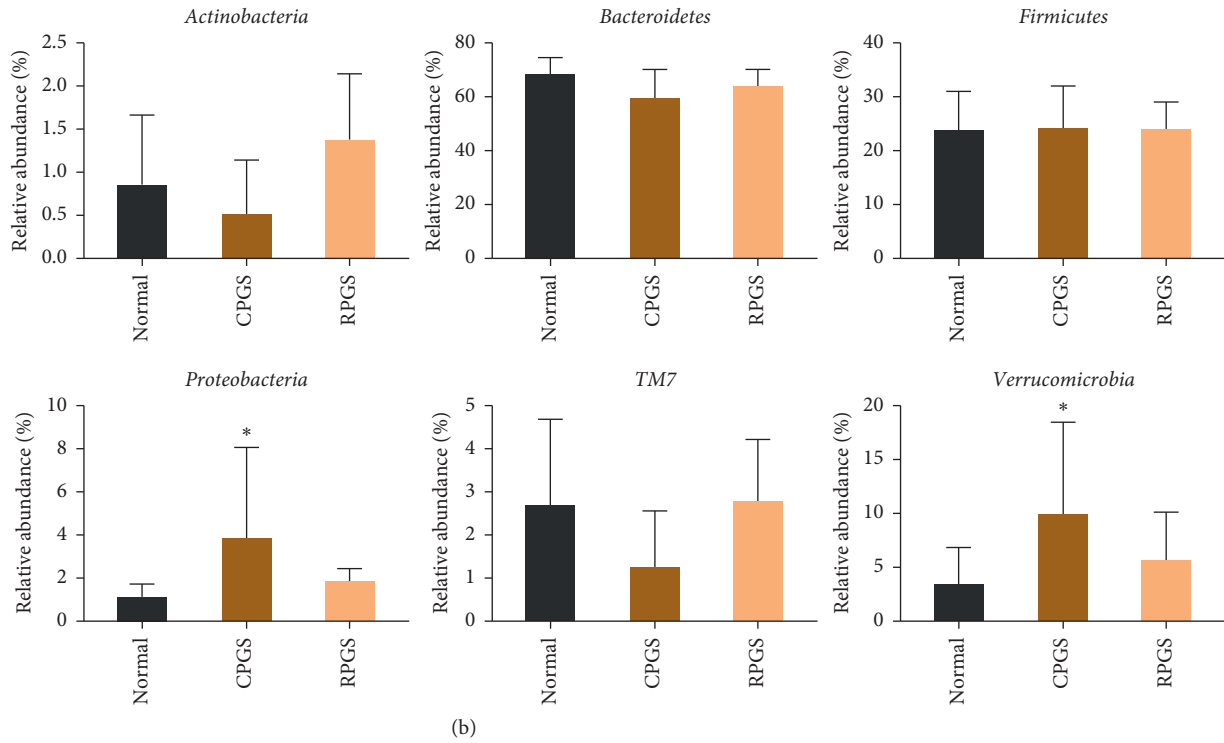 Actinobacteria
Relative abundance (%)
2.5
2.0
1.5
1.0
0.5
0.0
Normal
CPGS
RPGS
Bacteroidetes
Relative abundance (%)
80
60
40
20
0
Normal
CPGS
RPGS
Firmicutes
Relative abundance (%)
40
30
20
10
0
Normal
CPGS
RPGS
Proteobacteria
Relative abundance (%)
10
8
6
4
2
0
*
Normal
CPGS
RPGS
TM7
Relative abundance (%)
5
4
3
2
1
0
Normal
CPGS
RPGS
Verrucomicrobia
Relative abundance (%)
20
15
10
5
0
*
Normal
CPGS
RPGS
(b)